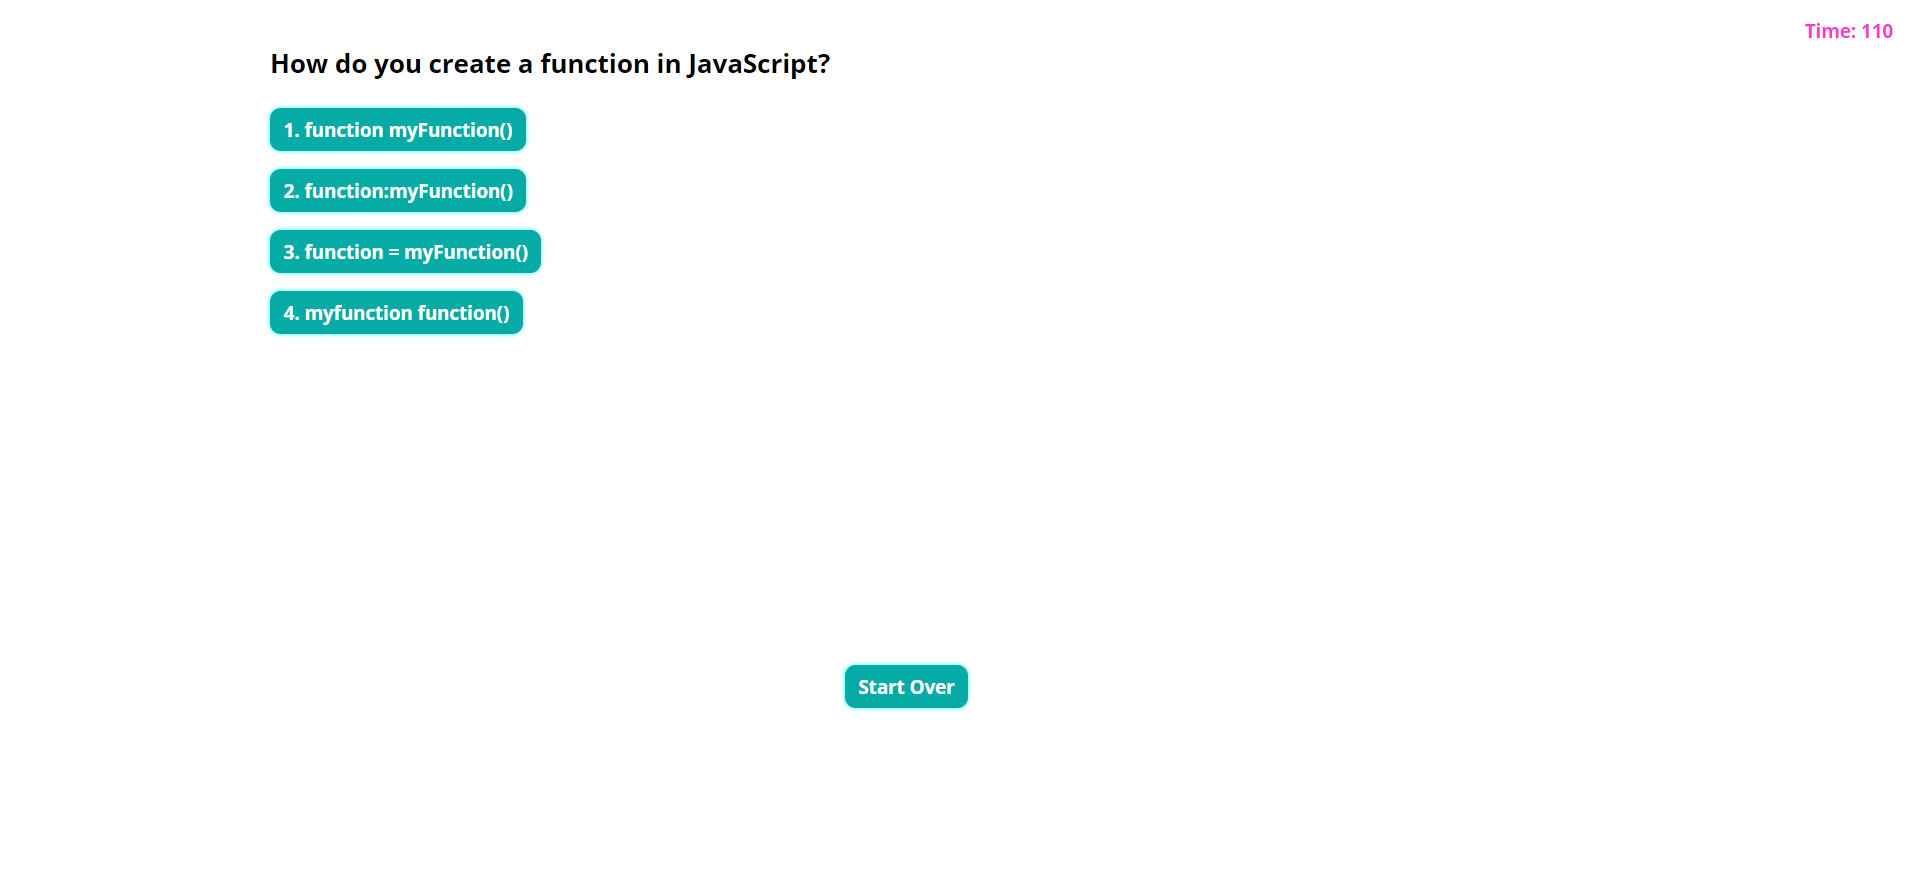 Time: 110
How do you create a function in JavaScript?
1. function myFunction()
2. function:myFunction()
3. function = myFunction()
4. myfunction function()
Start Over